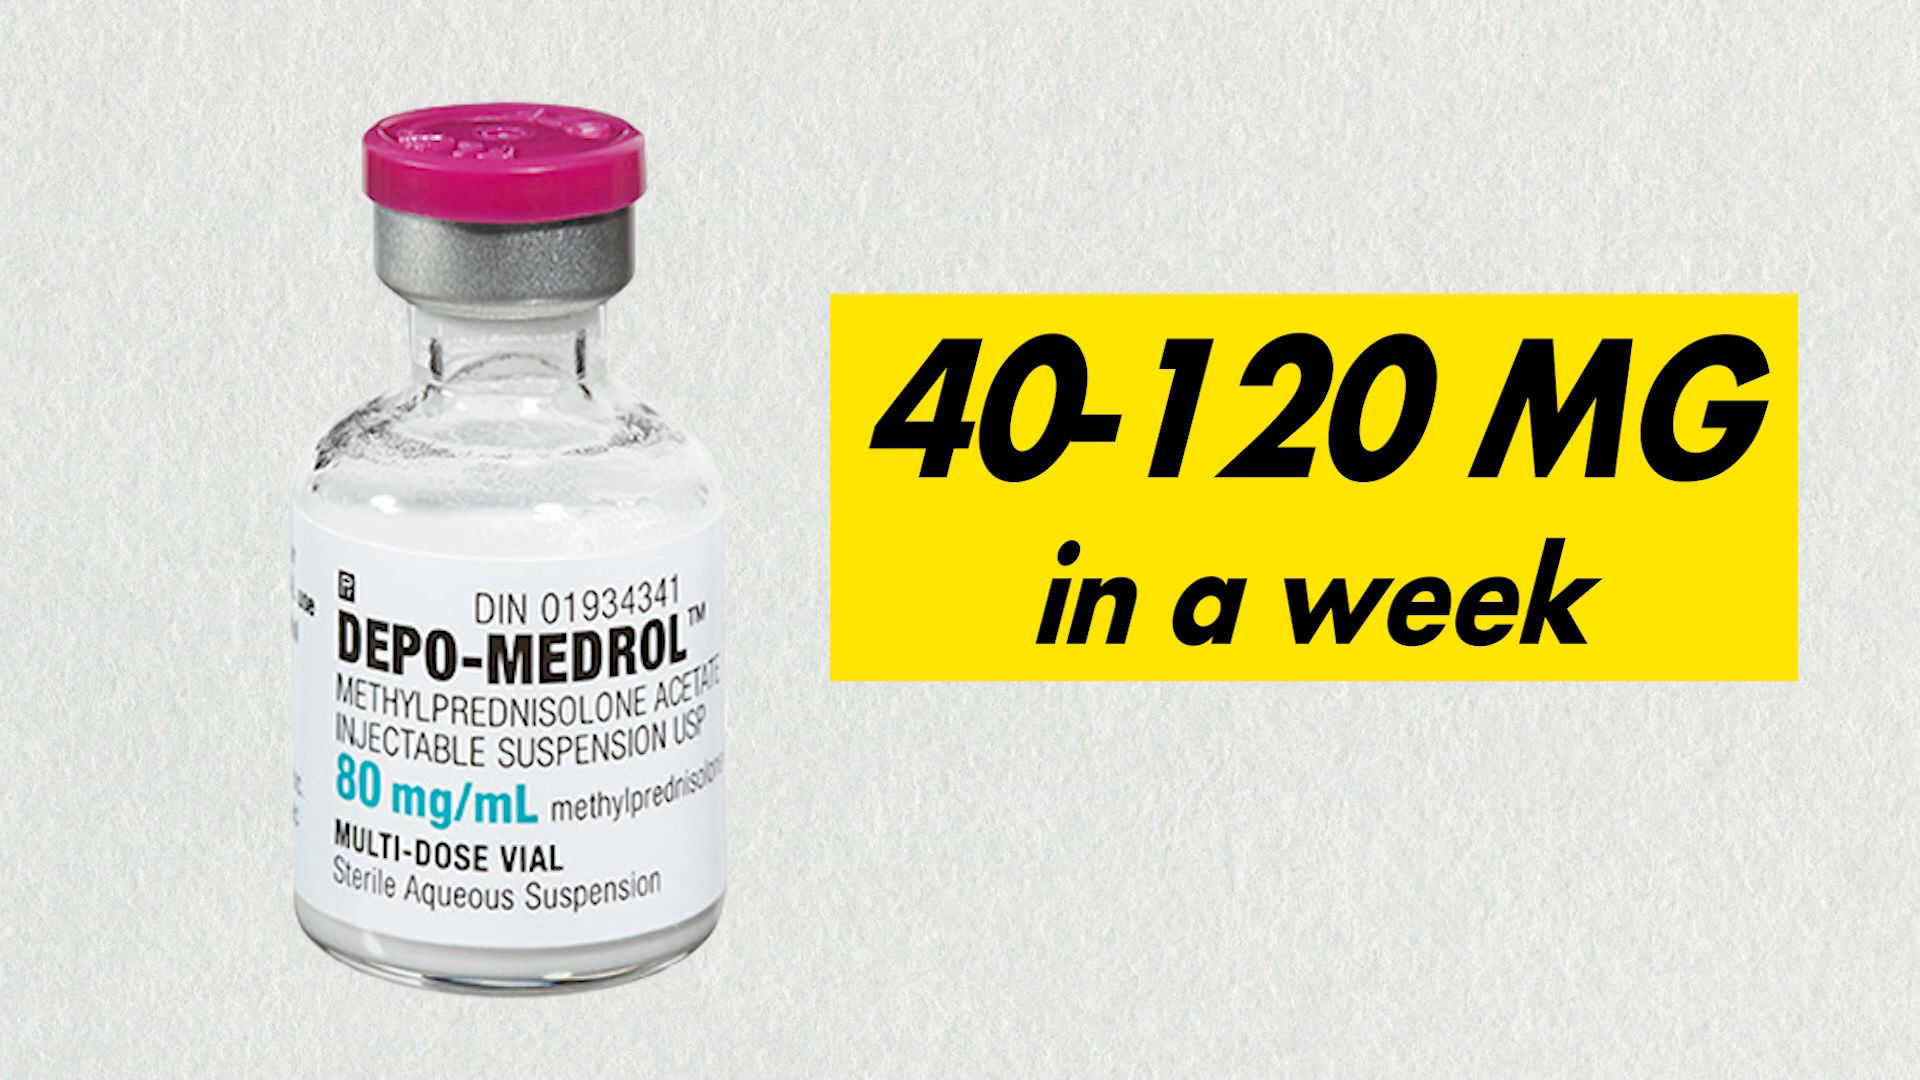 DIN 01934341
DEPO-MEDROL™
METHYLPREDNISOLONE ACETATE
INJECTABLE SUSPENSION USP
80 mg/mL methylprednisolone
MULTI-DOSE VIAL
Sterile Aqueous Suspension
40-120 MG
in a week